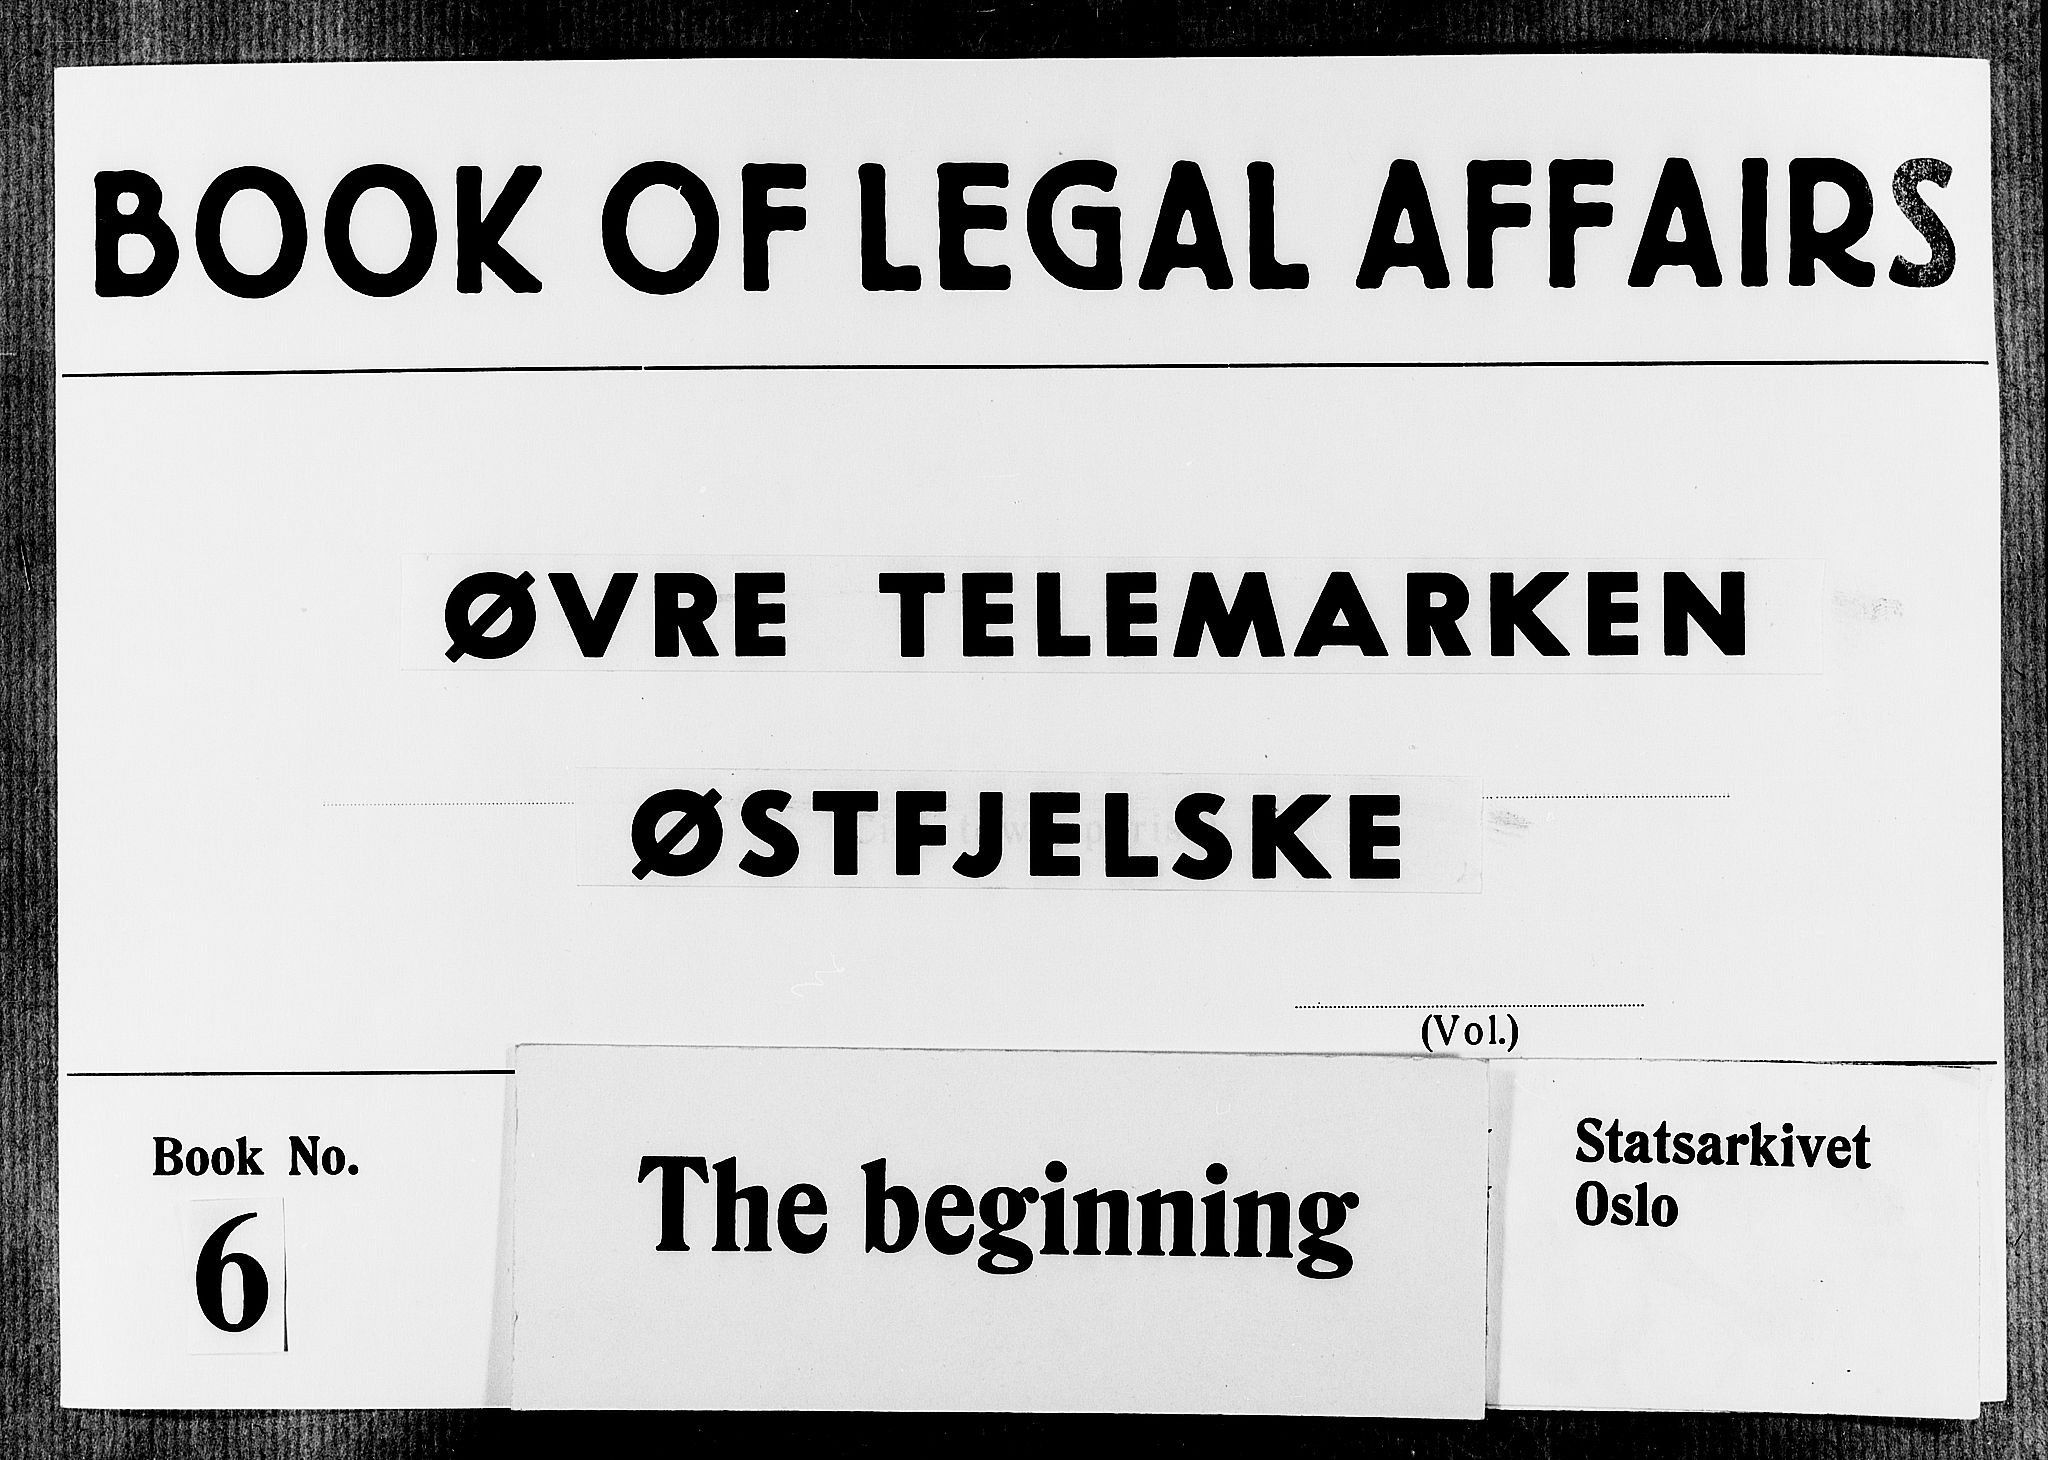 BOOK OF LEGAL AFFAIRS
ØVRE TELEMARKEN
ØSTFJELSKE
(Vol.)
Book No.
6
The beginning
Statsarkivet
Oslo